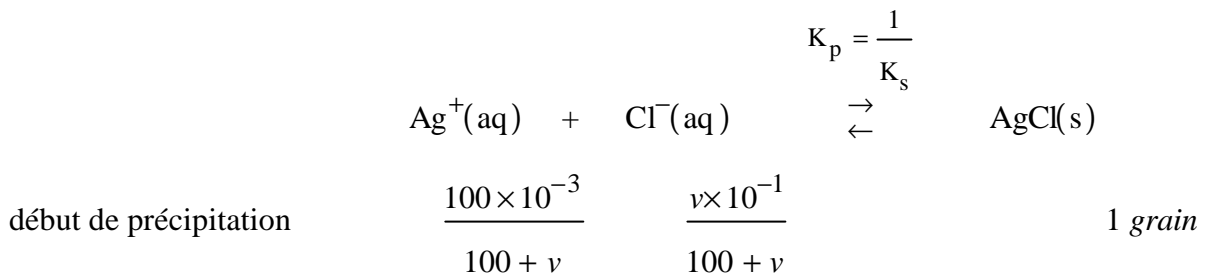 K_p = 1/K_s
Ag⁺(aq) + Cl⁻(aq) →← AgCl(s)
début de précipitation (100×10⁻³)/(100 + v) (v×10⁻¹)/(100 + v) 1 grain